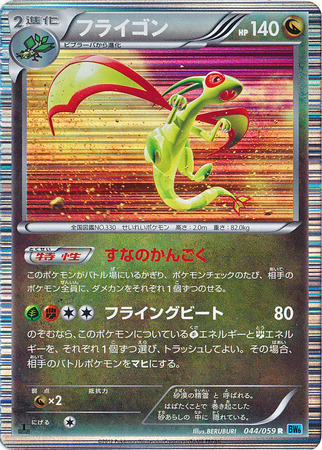 2進化 フライゴン HP 140
ビブラーバから進化
全国図鑑NO.330 せいれいポケモン 高さ：2.0m 重さ：82.0kg
特性 すなのかんごく
このポケモンがバトル場にいるかぎり、ポケモンチェックのたび、相手の
ポケモン全員に、ダメカンをそれぞれ1個ずつのせる。
フライングビート 80
のぞむなら、このポケモンについている エネルギーと エネルギー
を、それぞれ1個ずつ選び、トラッシュしてよい。その場合、
相手のバトルポケモンをマヒにする。
弱点 抵抗力
×2
にげる
砂漠の精霊 と 呼ばれる。
はばたくことで 巻き起こした
砂あらしの 中に 現れるのだ。
Illus. BERUBURI 044/059 R BW6